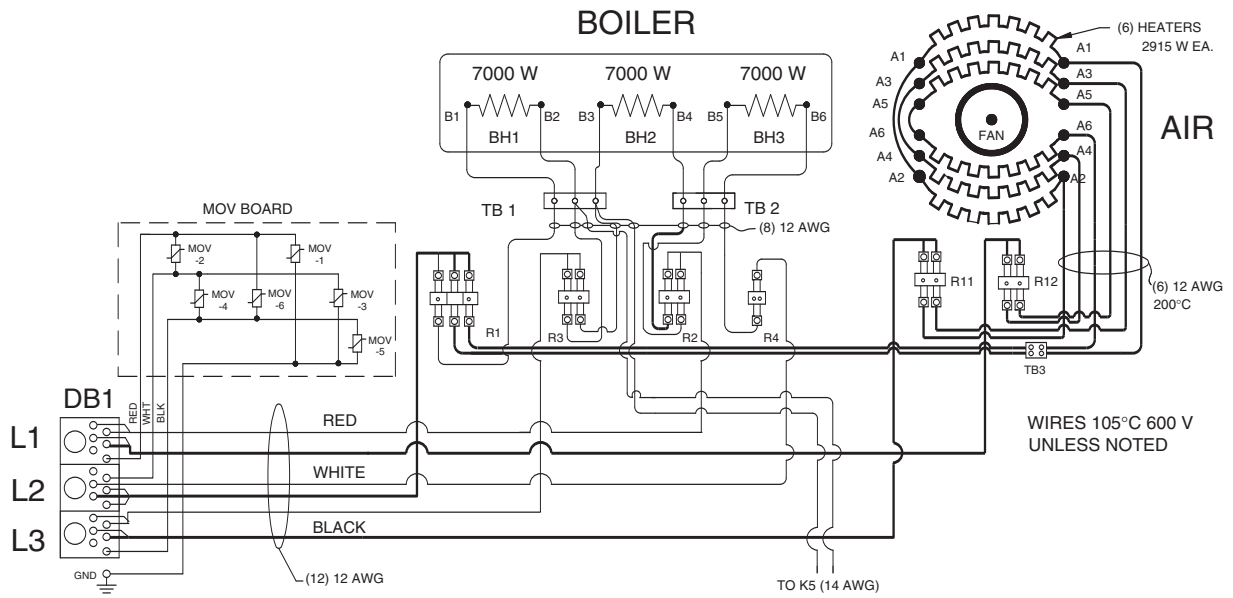 BOILER
(6) HEATERS
2915 W EA.
7000 W 7000 W 7000 W
B1 B2 B3 B4 B5 B6
BH1 BH2 BH3
A1 A1
A3 A3
A5 A5
A6 A6
A4 A4
A2 A2
FAN
AIR
TB 1 TB 2
(8) 12 AWG
MOV BOARD
MOV
-2
MOV
-1
MOV
-4
MOV
-6
MOV
-3
MOV
-5
R1 R3 R2 R4 R11 R12
(6) 12 AWG
200°C
TB3
DB1
RED
WHT
BLK
L1
RED
WIRES 105°C 600 V
UNLESS NOTED
L2
WHITE
L3
BLACK
GND
(12) 12 AWG
TO K5 (14 AWG)